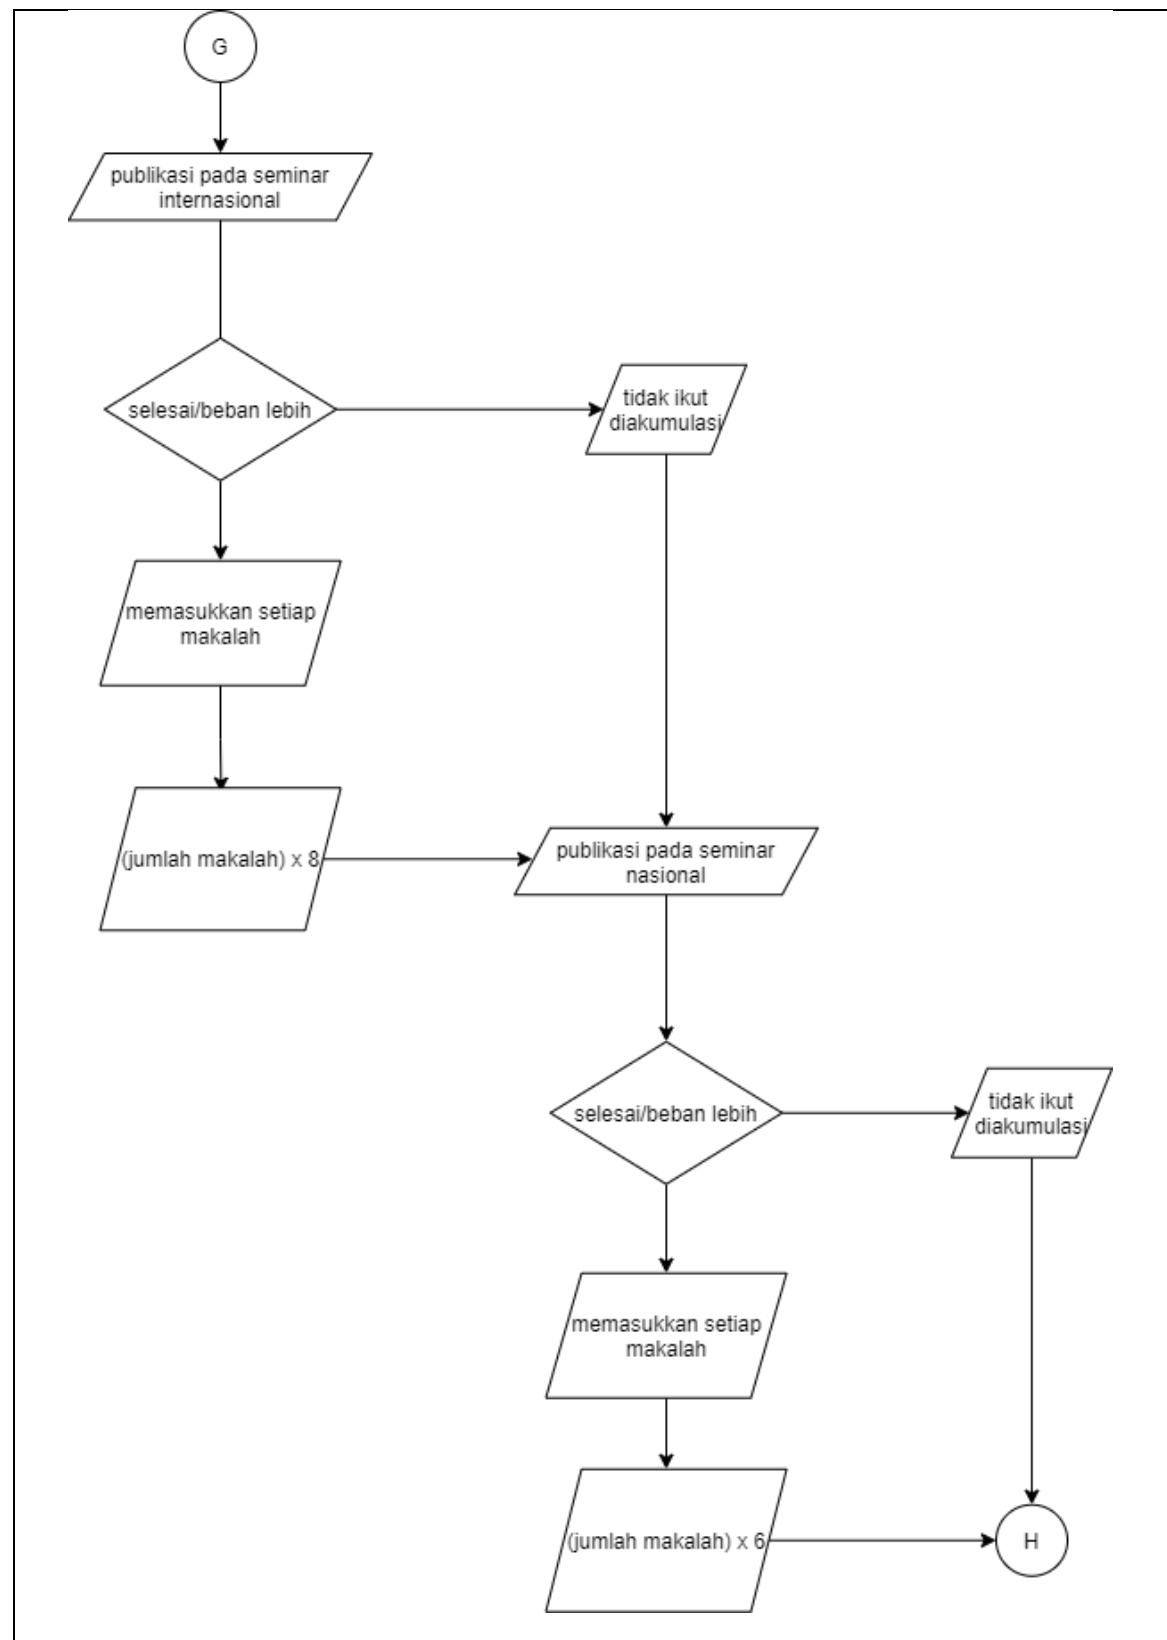 G
publikasi pada seminar
internasional
selesai/beban lebih
tidak ikut
diakumulasi
memasukkan setiap
makalah
(jumlah makalah) x 8
publikasi pada seminar
nasional
selesai/beban lebih
tidak ikut
diakumulasi
memasukkan setiap
makalah
(jumlah makalah) x 6
H